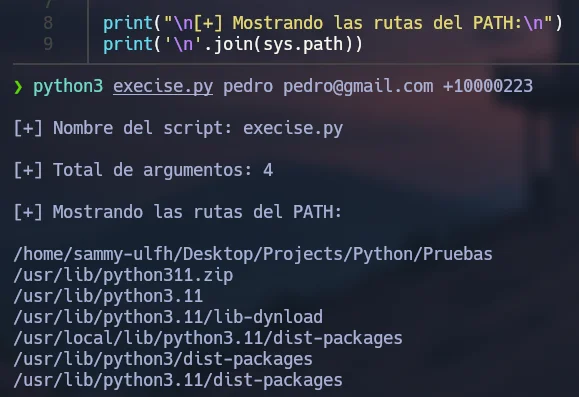 8 print("\n[+] Mostrando las rutas del PATH:\n")
9 print('\n'.join(sys.path))
❯ python3 execise.py pedro pedro@gmail.com +10000223
[+] Nombre del script: execise.py
[+] Total de argumentos: 4
[+] Mostrando las rutas del PATH:
/home/sammy-ulfh/Desktop/Projects/Python/Pruebas
/usr/lib/python311.zip
/usr/lib/python3.11
/usr/lib/python3.11/lib-dynload
/usr/local/lib/python3.11/dist-packages
/usr/lib/python3/dist-packages
/usr/lib/python3.11/dist-packages